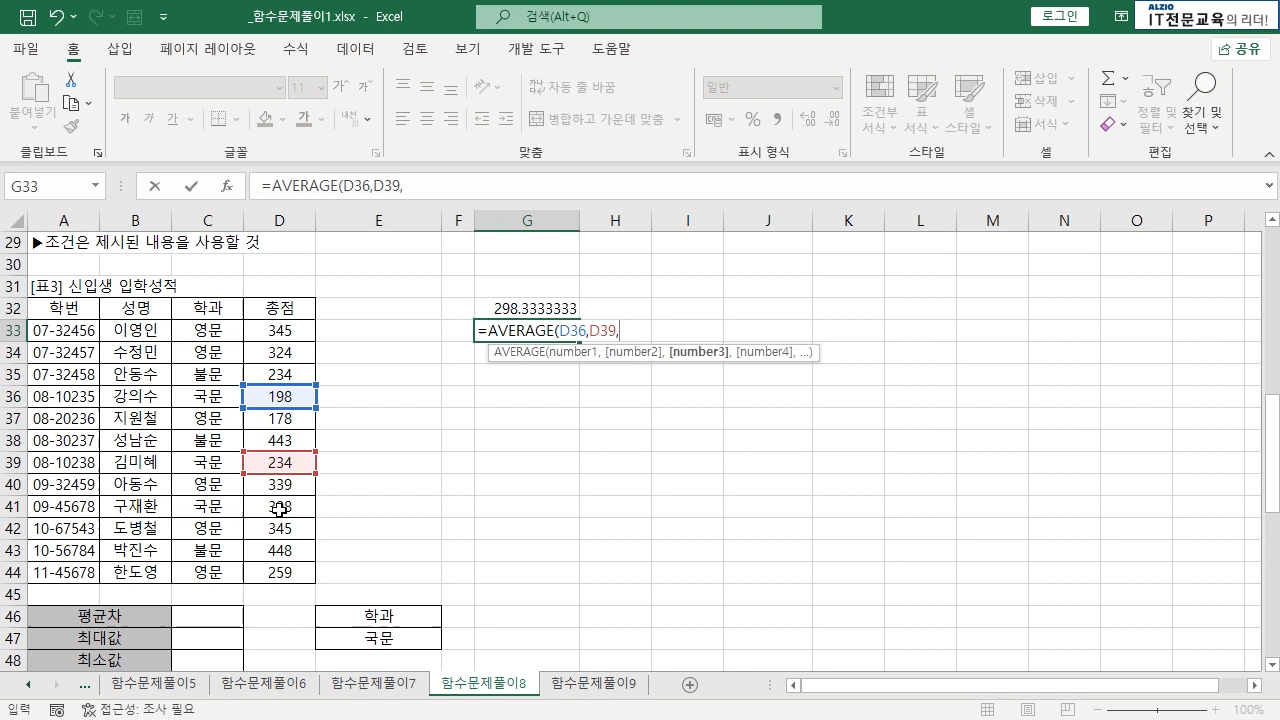 _함수문제풀이1.xlsx - Excel
검색(Alt+Q)
로그인
ALZIO
IT전문교육의 리더!
파일 홈 삽입 페이지 레이아웃 수식 데이터 검토 보기 개발 도구 도움말 공유
붙여넣기 11 가 가 자동 줄 바꿈 일반 조건부 서식 표 서식 셀 스타일 삽입 삭제 서식 정렬 및 필터 찾기 및 선택
가 가 가 가 내천 병합하고 가운데 맞춤
클립보드 글꼴 맞춤 표시 형식 스타일 셀 편집
G33 fx =AVERAGE(D36,D39,
A B C D E F G H I J K L M N O P
29 ▶조건은 제시된 내용을 사용할 것
30
31 [표3] 신입생 입학성적
32 학번 성명 학과 총점 298.3333333
33 07-32456 이영인 영문 345 =AVERAGE(D36,D39,
34 07-32457 수정민 영문 324 AVERAGE(number1, [number2], [number3], [number4], ...)
35 07-32458 안동수 불문 234
36 08-10235 강의수 국문 198
37 08-20236 지원철 영문 178
38 08-30237 성남순 불문 443
39 08-10238 김미혜 국문 234
40 09-32459 아동수 영문 339
41 09-45678 구재환 국문
42 10-67543 도병철 영문 345
43 10-56784 박진수 불문 448
44 11-45678 한도영 영문 259
45
46 평균차 학과
47 최대값 국문
48 최소값
... 함수문제풀이5 함수문제풀이6 함수문제풀이7 함수문제풀이8 함수문제풀이9
입력 접근성: 조사 필요 100%